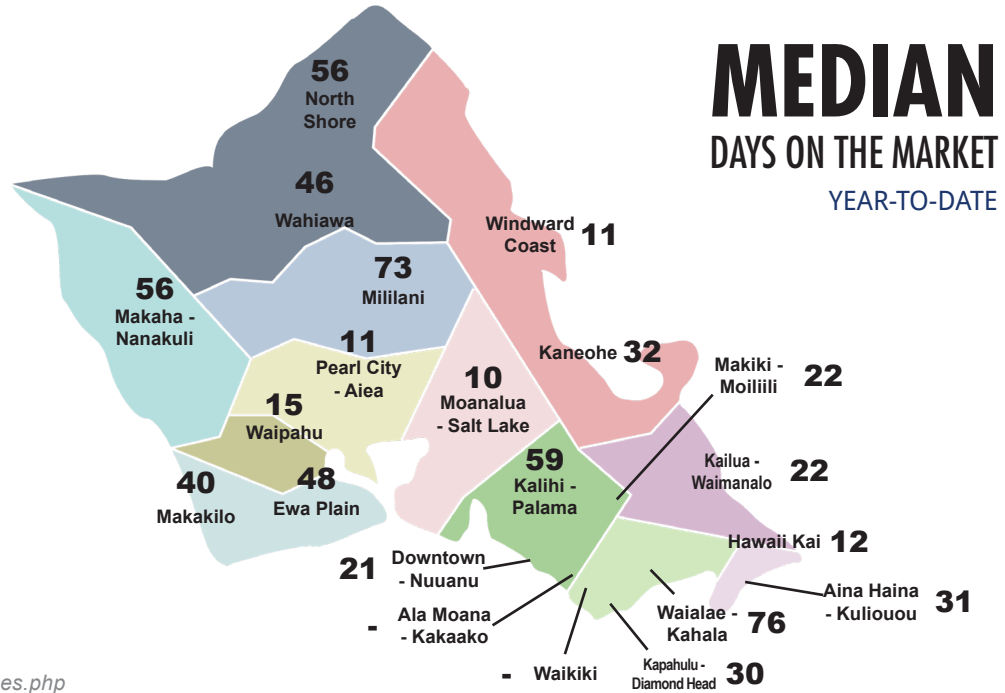 MEDIAN
DAYS ON THE MARKET
YEAR-TO-DATE
56
North
Shore
46
Wahiawa
Windward
Coast 11
73
Mililani
56
Makaha -
Nanakuli
11
Pearl City
- Aiea
Kaneohe 32
10
Moanalua
- Salt Lake
Makiki -
Moiliili 22
15
Waipahu
59
Kalihi -
Palama
Kailua -
Waimanalo 22
40
Makakilo
48
Ewa Plain
Hawaii Kai 12
21 Downtown
- Nuuanu
Aina Haina
- Kuliouou 31
- Ala Moana
- Kakaako
Waialae -
Kahala 76
- Waikiki
Kapahulu -
Diamond Head 30
es.php